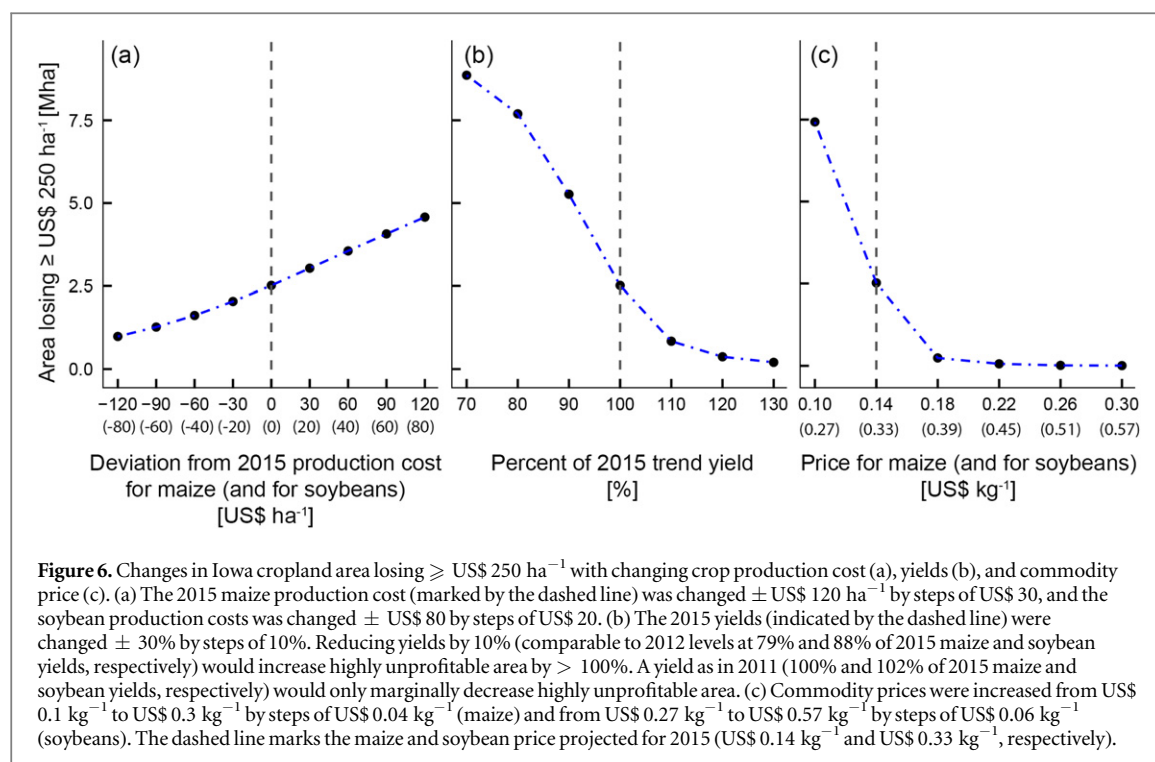 (a)
(b)
(c)
Area losing ≥ US$ 250 ha⁻¹ [Mha]
7.5
5.0
2.5
0.0
−120 −90 −60 −30 0 30 60 90 120
(-80) (-60) (-40) (-20) (0) (20) (40) (60) (80)
Deviation from 2015 production cost
for maize (and for soybeans)
[US$ ha⁻¹]
70 80 90 100 110 120 130
Percent of 2015 trend yield
[%]
0.10 0.14 0.18 0.22 0.26 0.30
(0.27) (0.33) (0.39) (0.45) (0.51) (0.57)
Price for maize (and for soybeans)
[US$ kg⁻¹]
Figure 6. Changes in Iowa cropland area losing ⩾ US$ 250 ha⁻¹ with changing crop production cost (a), yields (b), and commodity
price (c). (a) The 2015 maize production cost (marked by the dashed line) was changed ± US$ 120 ha⁻¹ by steps of US$ 30, and the
soybean production costs was changed ± US$ 80 by steps of US$ 20. (b) The 2015 yields (indicated by the dashed line) were
changed ± 30% by steps of 10%. Reducing yields by 10% (comparable to 2012 levels at 79% and 88% of 2015 maize and soybean
yields, respectively) would increase highly unprofitable area by > 100%. A yield as in 2011 (100% and 102% of 2015 maize and
soybean yields, respectively) would only marginally decrease highly unprofitable area. (c) Commodity prices were increased from US$
0.1 kg⁻¹ to US$ 0.3 kg⁻¹ by steps of US$ 0.04 kg⁻¹ (maize) and from US$ 0.27 kg⁻¹ to US$ 0.57 kg⁻¹ by steps of US$ 0.06 kg⁻¹
(soybeans). The dashed line marks the maize and soybean price projected for 2015 (US$ 0.14 kg⁻¹ and US$ 0.33 kg⁻¹, respectively).